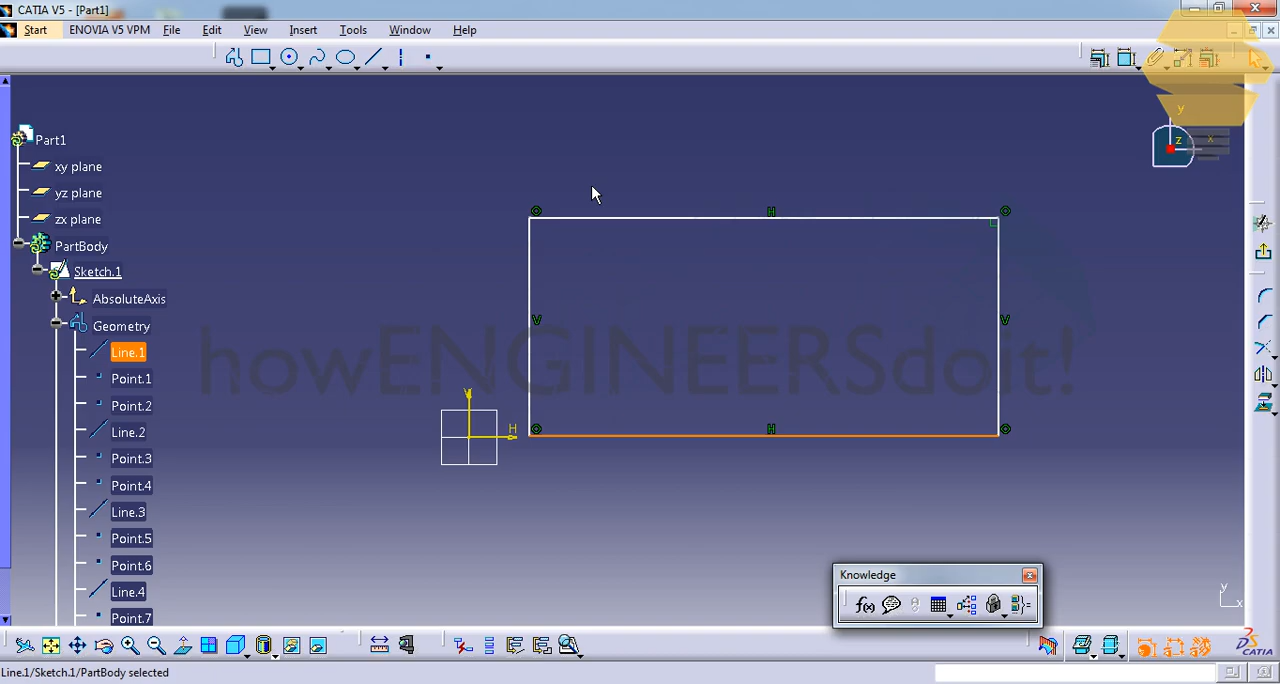 CATIA V5 - [Part1]
Start ENOVIA V5 VPM File Edit View Insert Tools Window Help
Part1
xy plane
yz plane
zx plane
PartBody
Sketch.1
AbsoluteAxis
Geometry
Line.1
Point.1
Point.2
Line.2
Point.3
Point.4
Line.3
Point.5
Point.6
Line.4
Point.7
H
V
V
H
V
H
y
z
x
howENGINEERSdoit!
Knowledge
f(x)
y
x
CATIA
Line.1/Sketch.1/PartBody selected